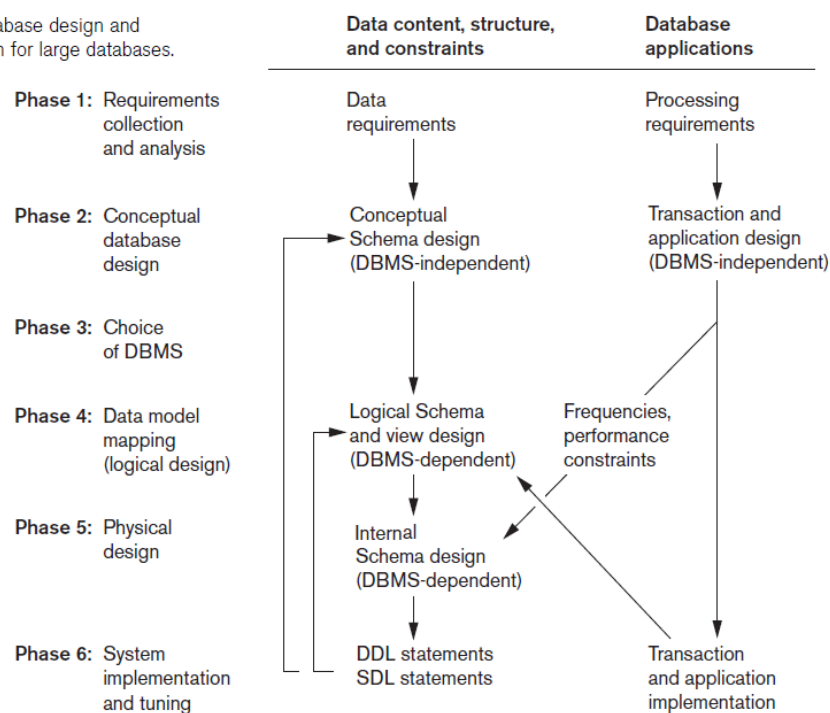 abase design and
n for large databases.
Data content, structure,
and constraints
Database
applications
Phase 1: Requirements
collection
and analysis
Data
requirements
Processing
requirements
Phase 2: Conceptual
database
design
Conceptual
Schema design
(DBMS-independent)
Transaction and
application design
(DBMS-independent)
Phase 3: Choice
of DBMS
Phase 4: Data model
mapping
(logical design)
Logical Schema
and view design
(DBMS-dependent)
Frequencies,
performance
constraints
Phase 5: Physical
design
Internal
Schema design
(DBMS-dependent)
Phase 6: System
implementation
and tuning
DDL statements
SDL statements
Transaction
and application
implementation